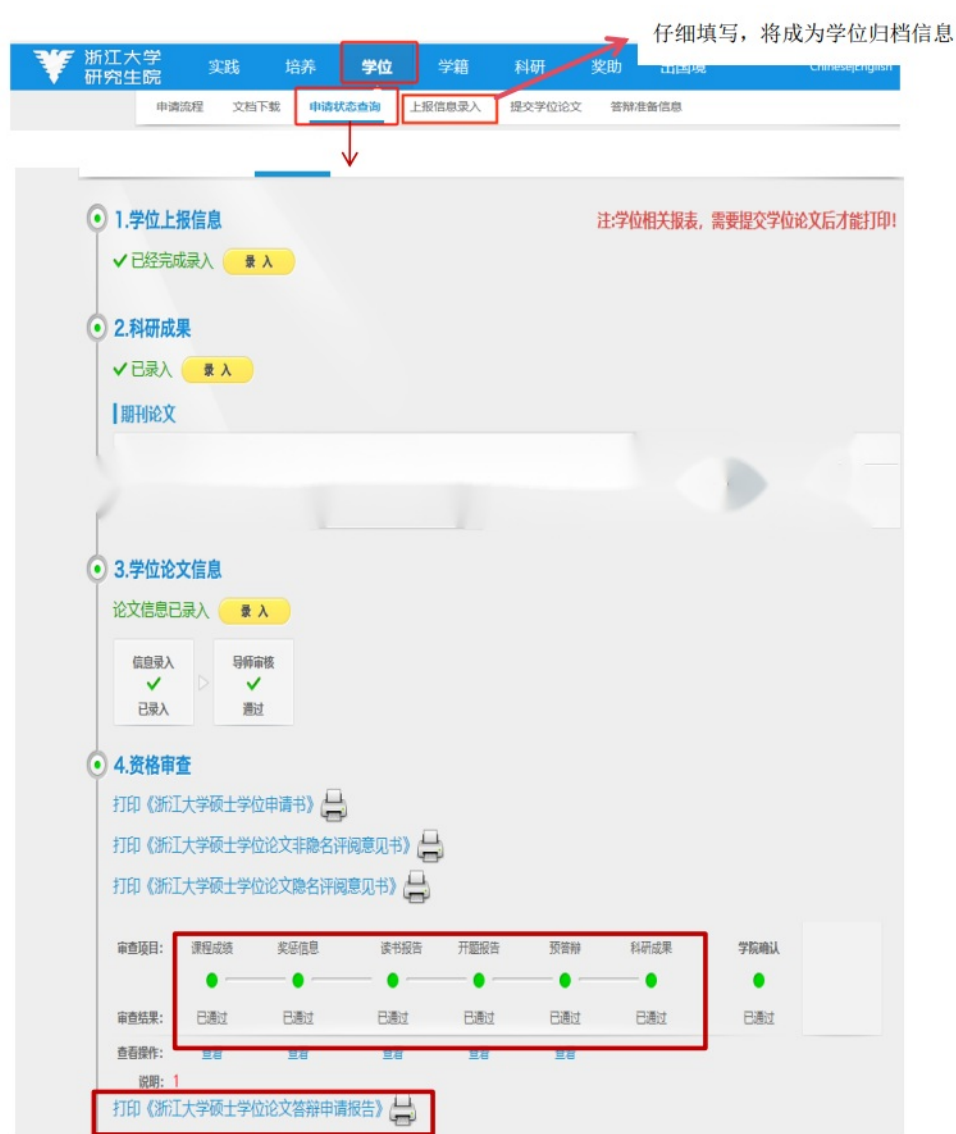 仔细填写，将成为学位归档信息
浙江大学
研究生院
实践 培养 学位 学籍 科研 奖助 出国境 Chinese|English
申请流程 文档下载 申请状态查询 上报信息录入 提交学位论文 答辩准备信息
1.学位上报信息
注:学位相关报表，需要提交学位论文后才能打印!
已经完成录入 录入
2.科研成果
已录入 录入
期刊论文
3.学位论文信息
论文信息已录入 录入
信息录入 导师审核
已录入 通过
4.资格审查
打印《浙江大学硕士学位申请书》
打印《浙江大学硕士学位论文非隐名评阅意见书》
打印《浙江大学硕士学位论文隐名评阅意见书》
审查项目: 课程成绩 奖惩信息 读书报告 开题报告 预答辩 科研成果 学院确认
审查结果: 已通过 已通过 已通过 已通过 已通过 已通过 已通过
查看操作: 查看 查看 查看 查看 查看
说明: 1
打印《浙江大学硕士学位论文答辩申请报告》